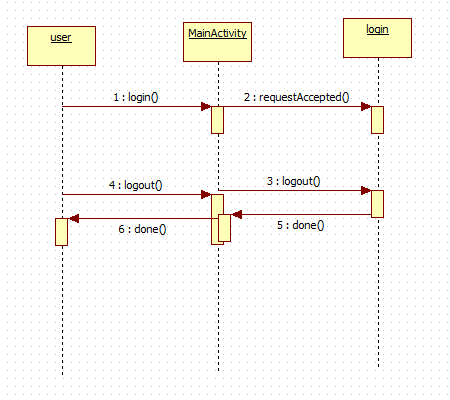 user
MainActivity
login
1 : login()
2 : requestAccepted()
4 : logout()
3 : logout()
6 : done()
5 : done()